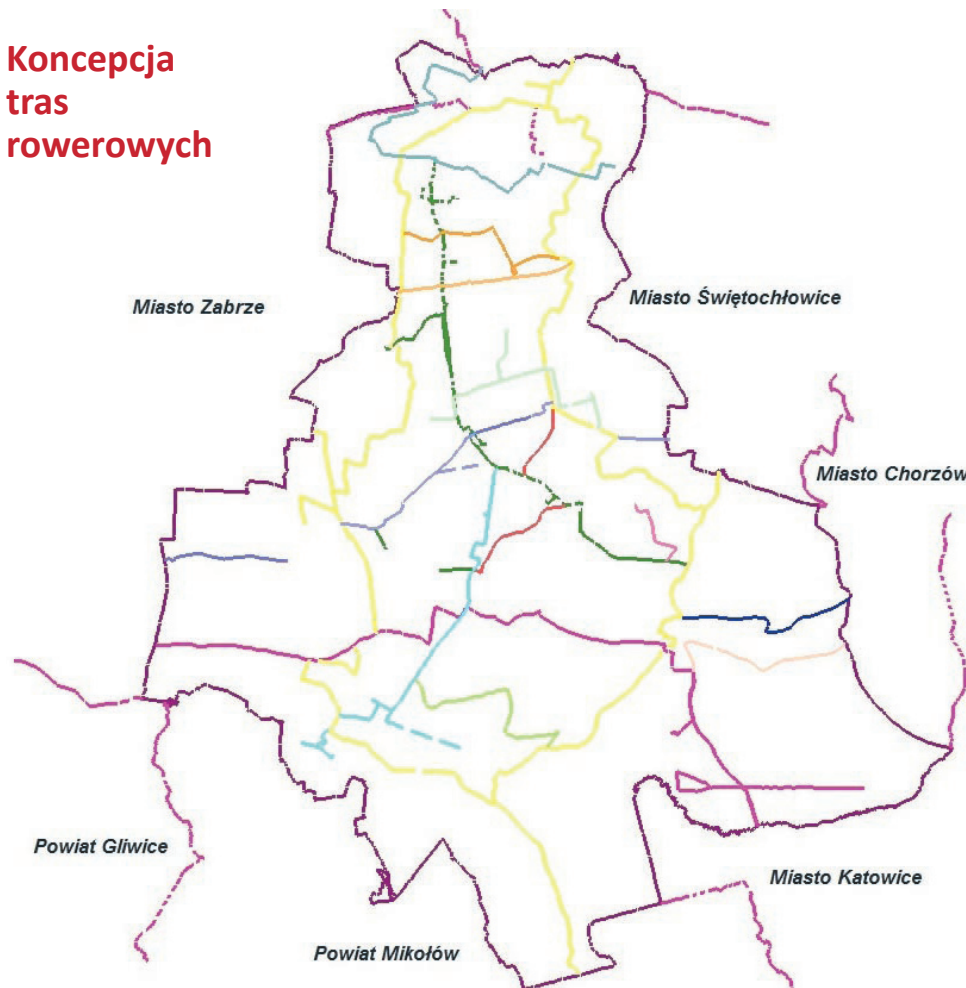 Koncepcja
tras
rowerowych
Miasto Zabrze
Miasto Świętochłowice
Miasto Chorzów
Powiat Gliwice
Miasto Katowice
Powiat Mikołów